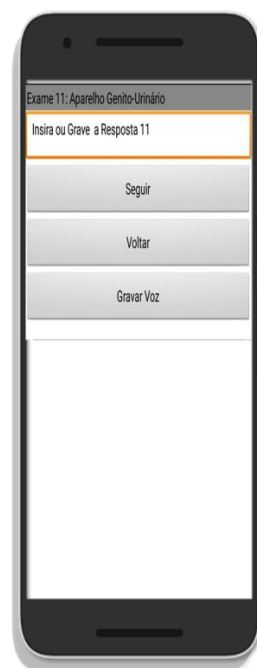 Exame 11: Aparelho Genito-Urinário
Insira ou Grave a Resposta 11
Seguir
Voltar
Gravar Voz